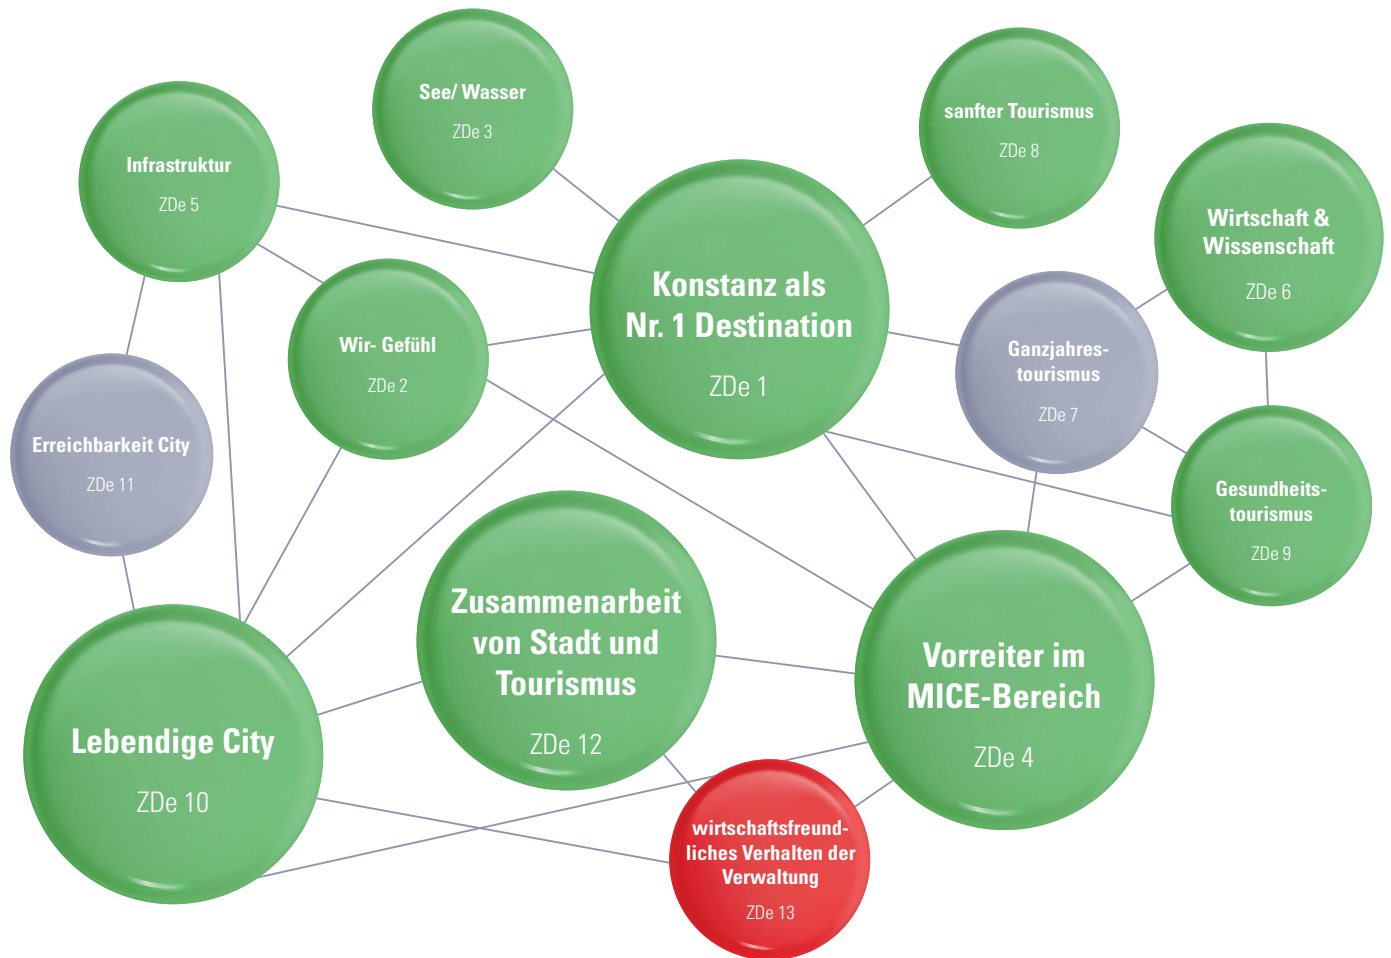 See/ Wasser
ZDe 3
sanfter Tourismus
ZDe 8
Infrastruktur
ZDe 5
Wirtschaft &
Wissenschaft
ZDe 6
Konstanz als
Nr. 1 Destination
ZDe 1
Wir- Gefühl
ZDe 2
Ganzjahres-
tourismus
ZDe 7
Erreichbarkeit City
ZDe 11
Gesundheits-
tourismus
ZDe 9
Zusammenarbeit
von Stadt und
Tourismus
ZDe 12
Vorreiter im
MICE-Bereich
ZDe 4
Lebendige City
ZDe 10
wirtschaftsfreund-
liches Verhalten der
Verwaltung
ZDe 13